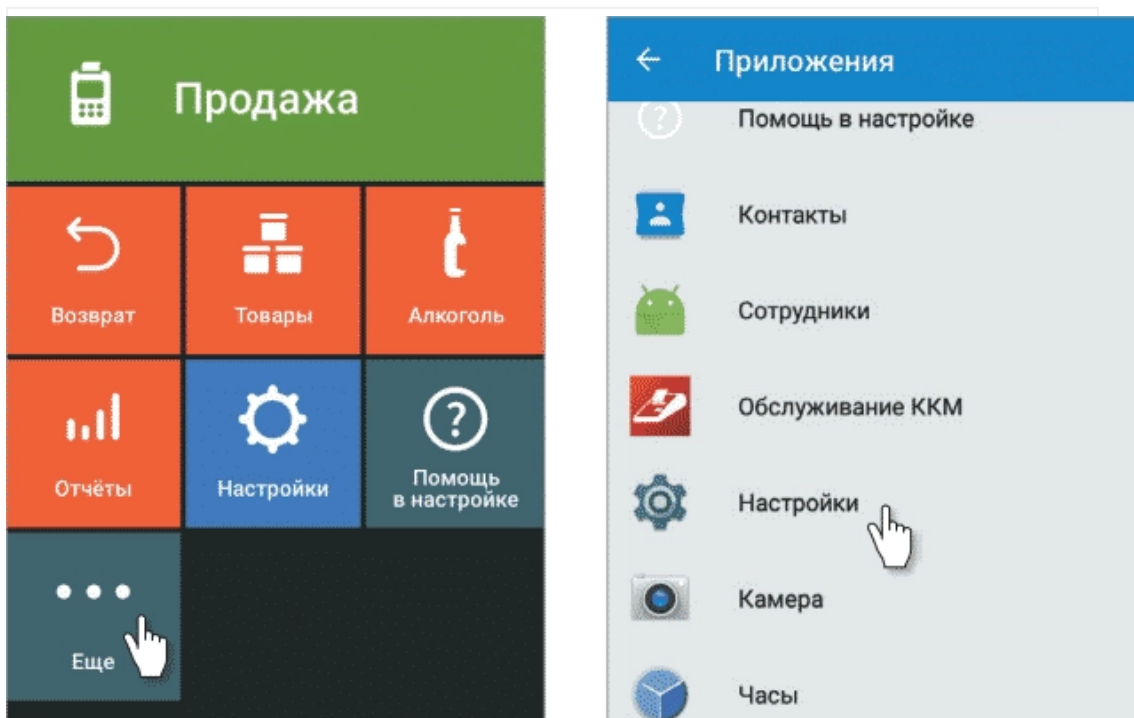 Продажа
Возврат
Товары
Алкоголь
Отчёты
Настройки
Помощь
в настройке
Еще
Приложения
Помощь в настройке
Контакты
Сотрудники
Обслуживание ККМ
Настройки
Камера
Часы